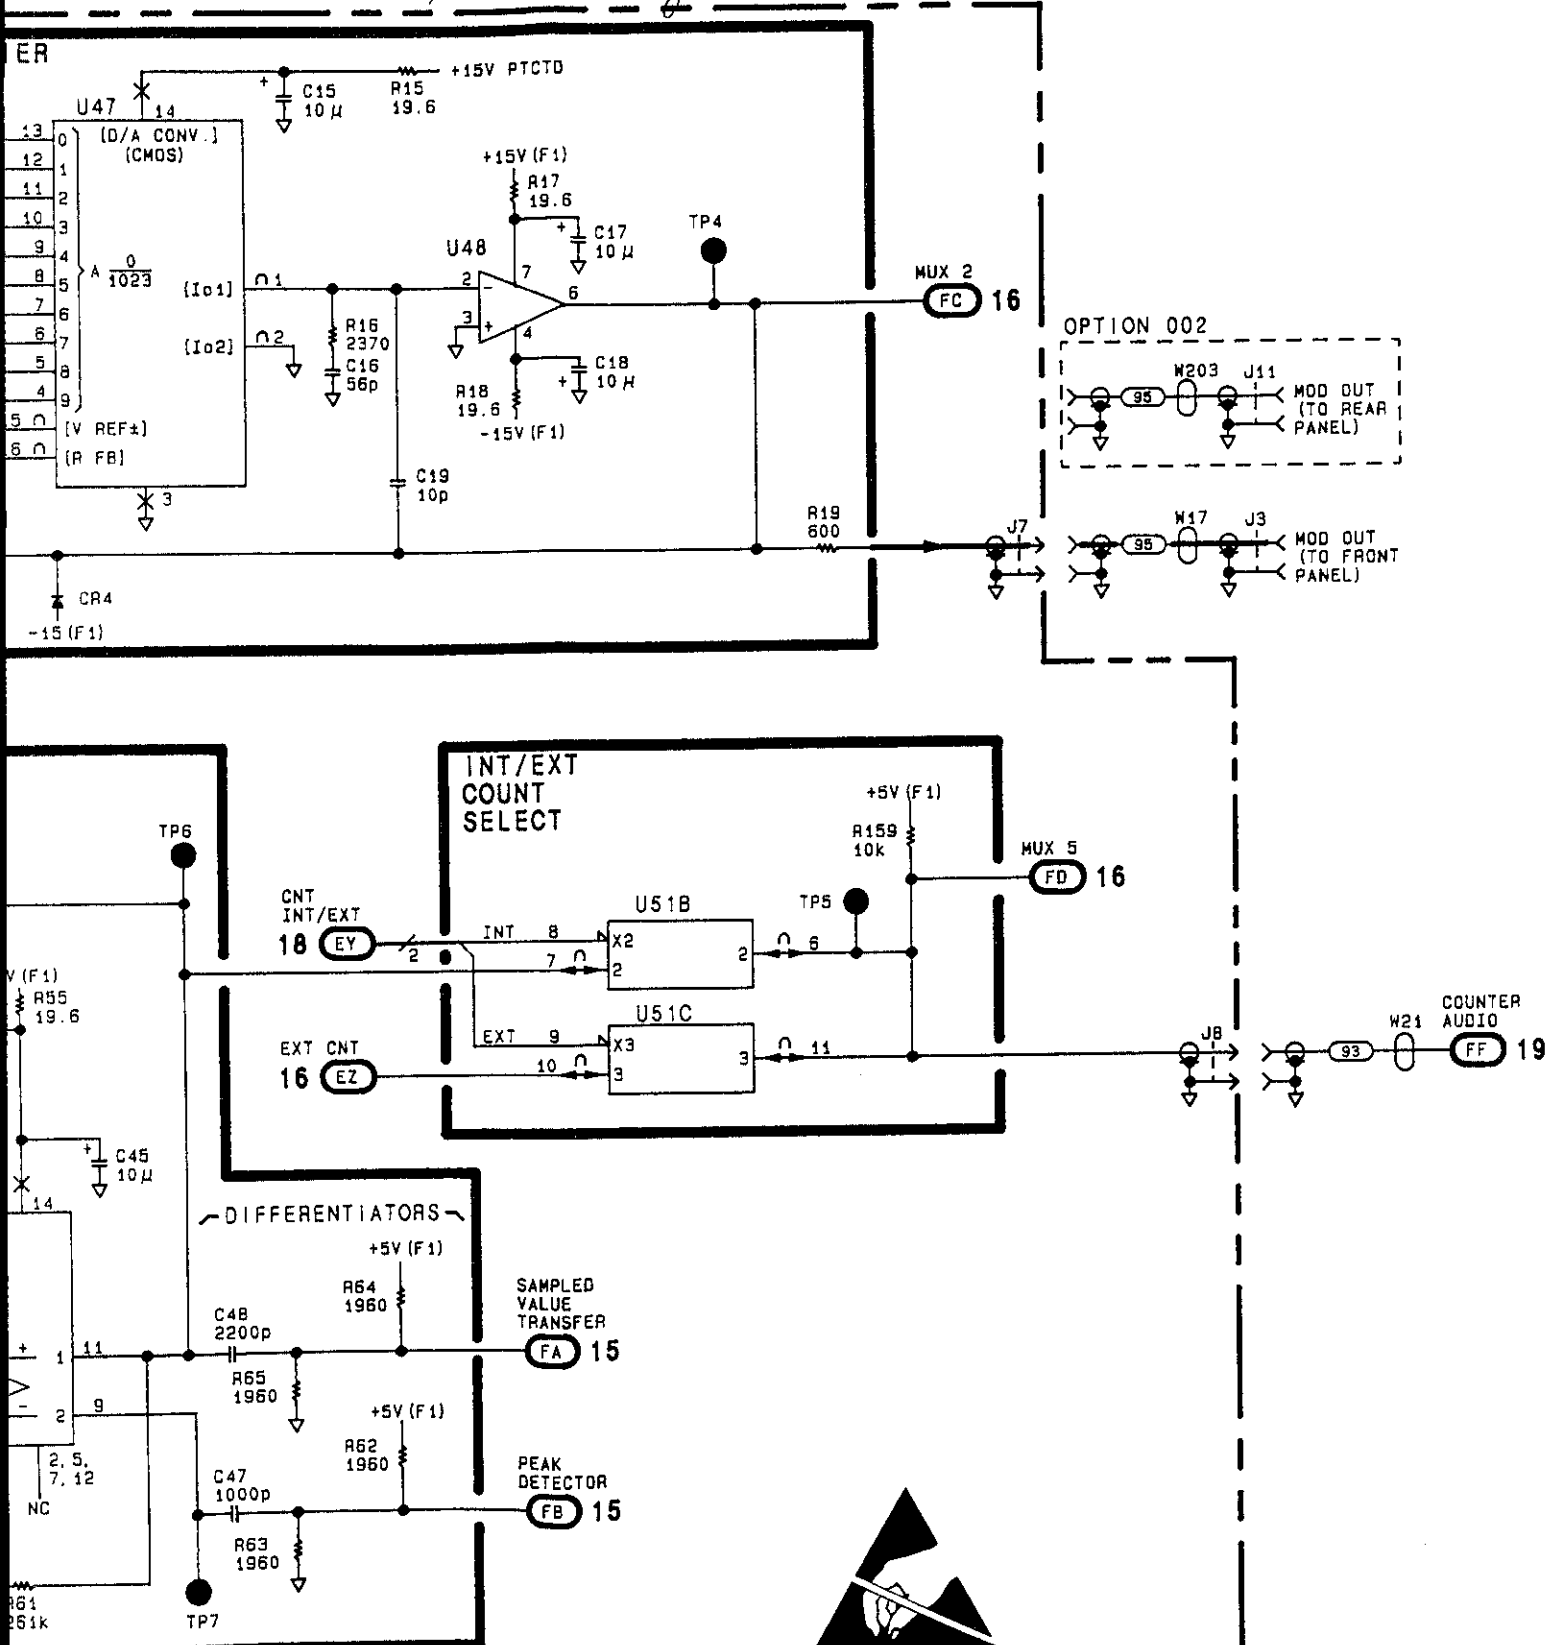 ER
+15V PTCTD
+
C15
10µ
R15
19.6
U47
14
[D/A CONV.]
(CMOS)
13 0
12 1
11 2
10 3
9 4
8 5
7 6
6 7
5 8
4 9
A 0
1023
[Io1]
1
[Io2]
2
5 [V REF±]
6 [R FB]
3
+15V(F1)
R17
19.6
+
C17
10µ
U48
2
-
3
+
7
6
4
R16
2370
C16
56p
C18
10µ
+
R18
19.6
-15V(F1)
C19
10p
TP4
MUX 2
FC 16
R19
600
CR4
-15(F1)
OPTION 002
W203
J11
95
MOD OUT
(TO REAR
PANEL)
J7
W17
J3
95
MOD OUT
(TO FRONT
PANEL)
INT/EXT
COUNT
SELECT
+5V(F1)
R159
10k
MUX 5
FD 16
TP6
TP5
CNT
INT/EXT
18 EY
2
INT 8
7
U51B
X2
2
2
6
U51C
EXT 9
10
X3
3
3
11
EXT CNT
16 EZ
J8
93
W21
COUNTER
AUDIO
FF 19
V(F1)
R55
19.6
+
C45
10µ
14
DIFFERENTIATORS
+5V(F1)
R64
1960
C48
2200p
SAMPLED
VALUE
TRANSFER
FA 15
+
1 11
R65
1960
-
2 9
+5V(F1)
R62
1960
2,5,
7,12
NC
C47
1000p
PEAK
DETECTOR
FB 15
R63
1960
R61
261k
TP7